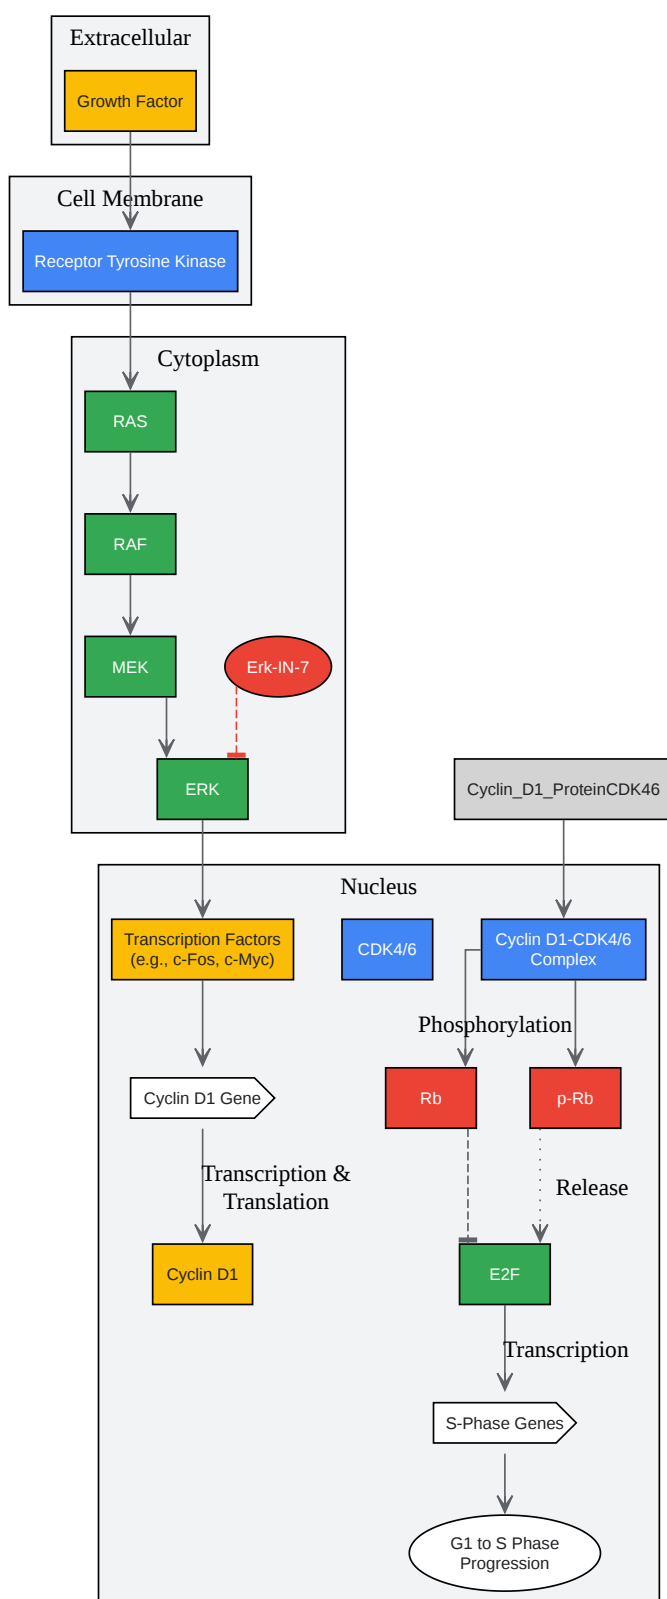 Extracellular
Growth Factor
Cell Membrane
Receptor Tyrosine Kinase
Cytoplasm
RAS
RAF
MEK
Erk-IN-7
ERK
Cyclin_D1_ProteinCDK46
Nucleus
Transcription Factors
(e.g., c-Fos, c-Myc)
CDK4/6
Cyclin D1-CDK4/6
Complex
Phosphorylation
Cyclin D1 Gene
Rb
p-Rb
Transcription &
Translation
Release
Cyclin D1
E2F
Transcription
S-Phase Genes
G1 to S Phase
Progression